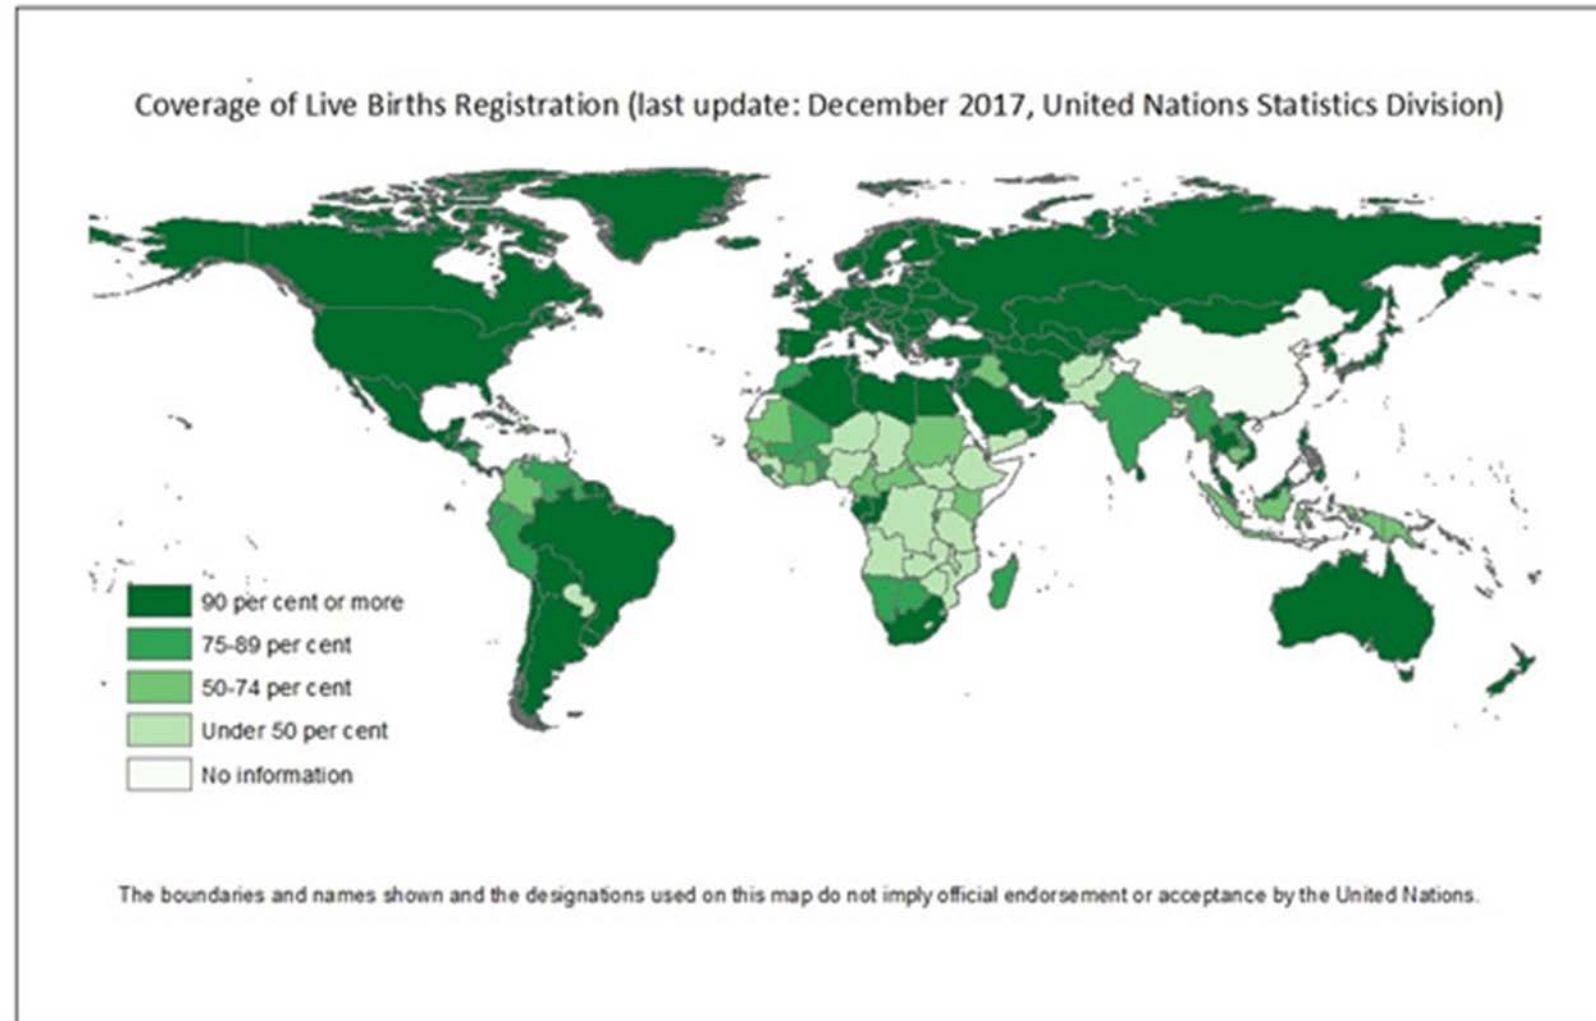 Coverage of Live Births Registration (last update: December 2017, United Nations Statistics Division)
90 per cent or more
75-89 per cent
50-74 per cent
Under 50 per cent
No information
The boundaries and names shown and the designations used on this map do not imply official endorsement or acceptance by the United Nations.